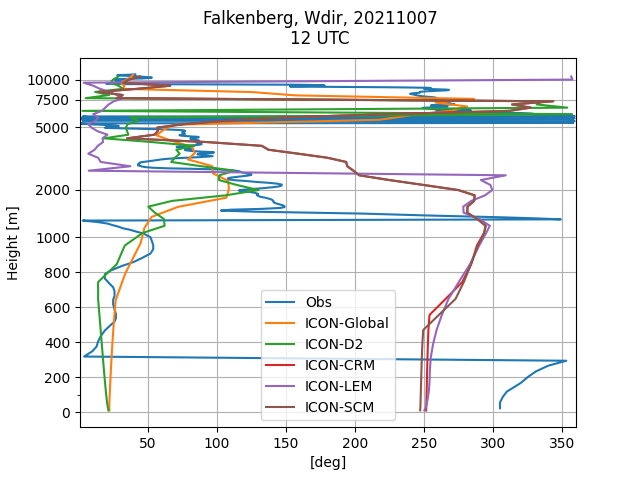 Falkenberg, Wdir, 20211007
12 UTC
10000
7500
5000
2000
1000
800
600
400
200
0
Height [m]
Obs
ICON-Global
ICON-D2
ICON-CRM
ICON-LEM
ICON-SCM
50 100 150 200 250 300 350
[deg]